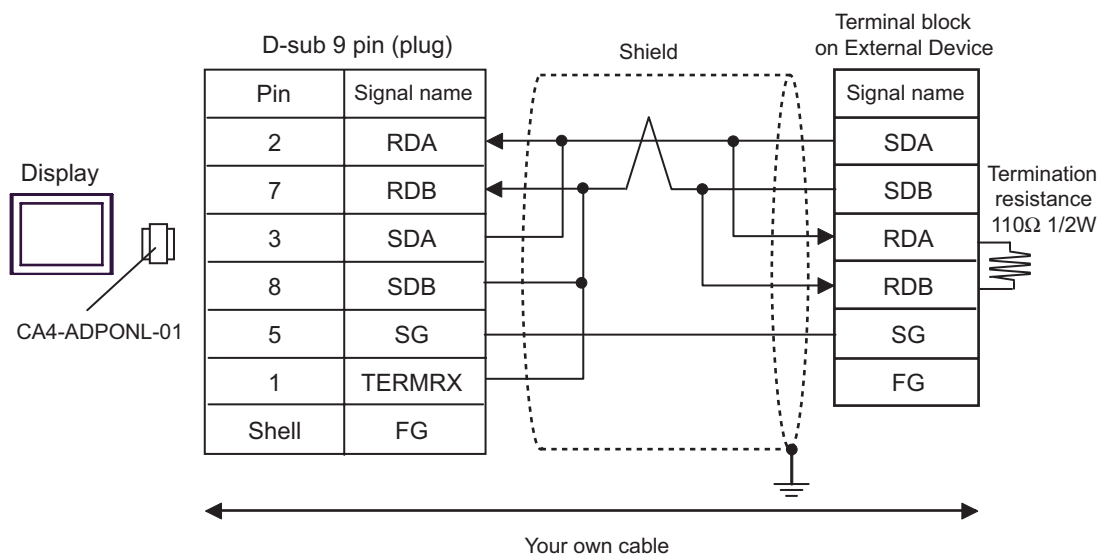 Terminal block
on External Device
D-sub 9 pin (plug)
Shield
Pin Signal name
Signal name
2 RDA
SDA
7 RDB
SDB
3 SDA
RDA
8 SDB
RDB
5 SG
SG
1 TERMRX
FG
Shell FG
Display
CA4-ADPONL-01
Termination
resistance
110Ω 1/2W
Your own cable